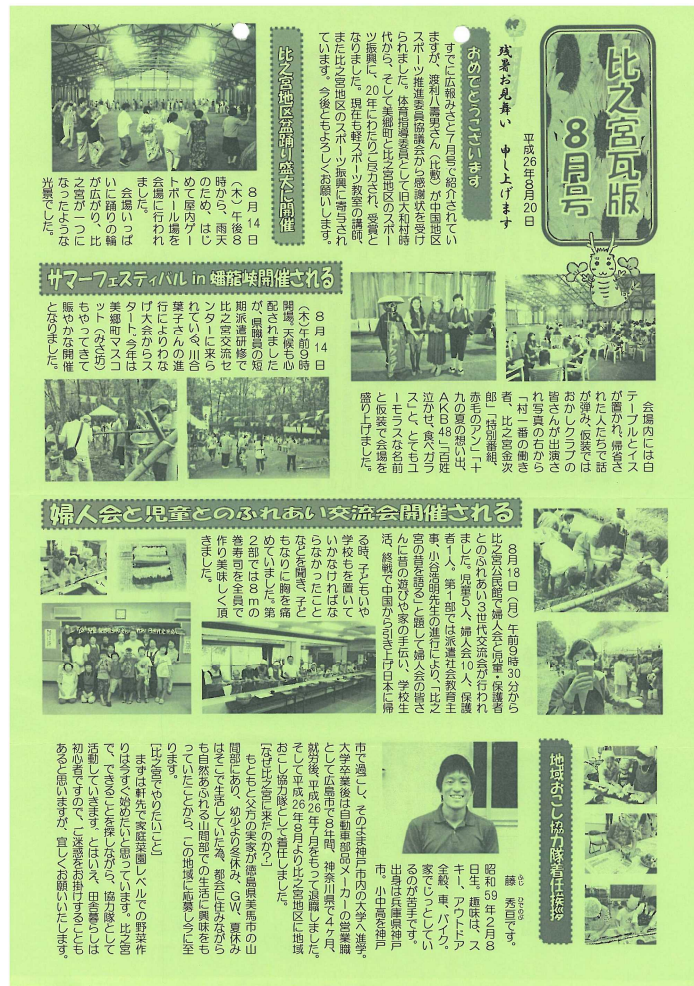 比之宮瓦版
8月号
平成26年8月20日
残暑お見舞い　申し上げます
おめでとうございます
　すでに広報みさと7月号で紹介されてい
ますが、渡利八壽男さん（比敷）が中国地区
スポーツ推進委員協議会から感謝状を受け
られました。体育指導委員として旧大和村時
代から、そして美郷町と比之宮地区のスポー
ツ振興に、20年にわたりご尽力され、受賞と
なりました。現在も軽スポーツ教室の講師、
また比之宮地区のスポーツ振興に寄与され
ています。今後ともよろしくお願いします。
比之宮地区盆踊り盛大に開催
　8月14日
（木）午後8
時から、雨天
のため、はじ
めて屋内ゲー
トボール場を
会場に行われ
ました。
　会場いっぱ
いに踊りの輪
が広がり、比
之宮が一つに
なったような
光景でした。
　会場内には白
テーブルとイス
が置かれ、帰省さ
れた人たちで話
が弾み、仮装では
おかしクラブの
皆さんが出演さ
れ写真の右から
「村一番の働き
者、比之宮金次
郎」「特別番組、
赤毛のアン」「十
九の夏の想い出、
AKB48」「百姓
泣かせ、食べガラ
ス」と、とてもユ
ーモラスな名前
と仮装で会場を
盛り上げました。
サマーフェスティバル in 蟠龍峡開催される
　8月14日
（木）午前9時
開場。天候も心
配されました
が、県職員の短
期派遣研修で
比之宮交流セ
ンターに来ら
れている、川合
葉子さんの進
行によりわな
げ大会からス
タート、今年は
美郷町マスコ
ット（みさ坊）
もやってきて
賑やかな開催
となりました。
婦人会と児童とのふれあい交流会開催される
　8月18日（月）午前9時30分から
比之宮公民館で婦人会と児童・保護者
とのふれあい3世代交流会が行われ
ました。児童5人、婦人会10人、保護
者1人。第1部では派遣社会教育主
事、小谷浩明先生の進行により、「比之
宮の昔を語る」と題して婦人会の皆さ
んに昔の遊びや家の手伝い、学校生
活、終戦で中国から引き上げ日本に帰
る時、子どもいや
学校もを置いて
いかなければな
らなかったこと
などを聞き、子ど
もなりに胸を痛
めていました。第
2部では8mの
巻寿司を全員で
作り美味しく頂
きました。
地域おこし協力隊着任挨拶
　藤　秀亘です。
昭和59年2月8
日生。趣味は、ス
キー、アウトドア
全般、車、バイク。
家でじっとしてい
るのが苦手です。
出身は兵庫県神戸
市。小中高を神戸
市で過ごし、そのまま神戸市内の大学へ進学。
大学卒業後は自動車部品メーカーの営業職
として広島市で8年間、神奈川県で4ヶ月、
就労後、平成26年7月をもって退職しました。
そして平成26年8月より比之宮地区に地域
おこし協力隊として着任しました。
[なぜ比之宮に来たのか?]
　もともと父方の実家が徳島県美馬市の山
間部にあり、幼少より冬休み、GW、夏休み
はそこで生活していた為、都会に住みながら
も自然あふれる山間部での生活に興味をも
っていたことから、この地域に応募し今に至
ります。
[比之宮でやりたいこと]
　まずは軒先で家庭菜園レベルでの野菜作
りは今すぐ始めたいと思っています。比之宮
で、できることを探しながら、協力隊として
活動していきます。とはいえ、田舎暮らしは
初心者ですので、ご迷惑をお掛けすることも
あると思いますが、宜しくお願いいたします。